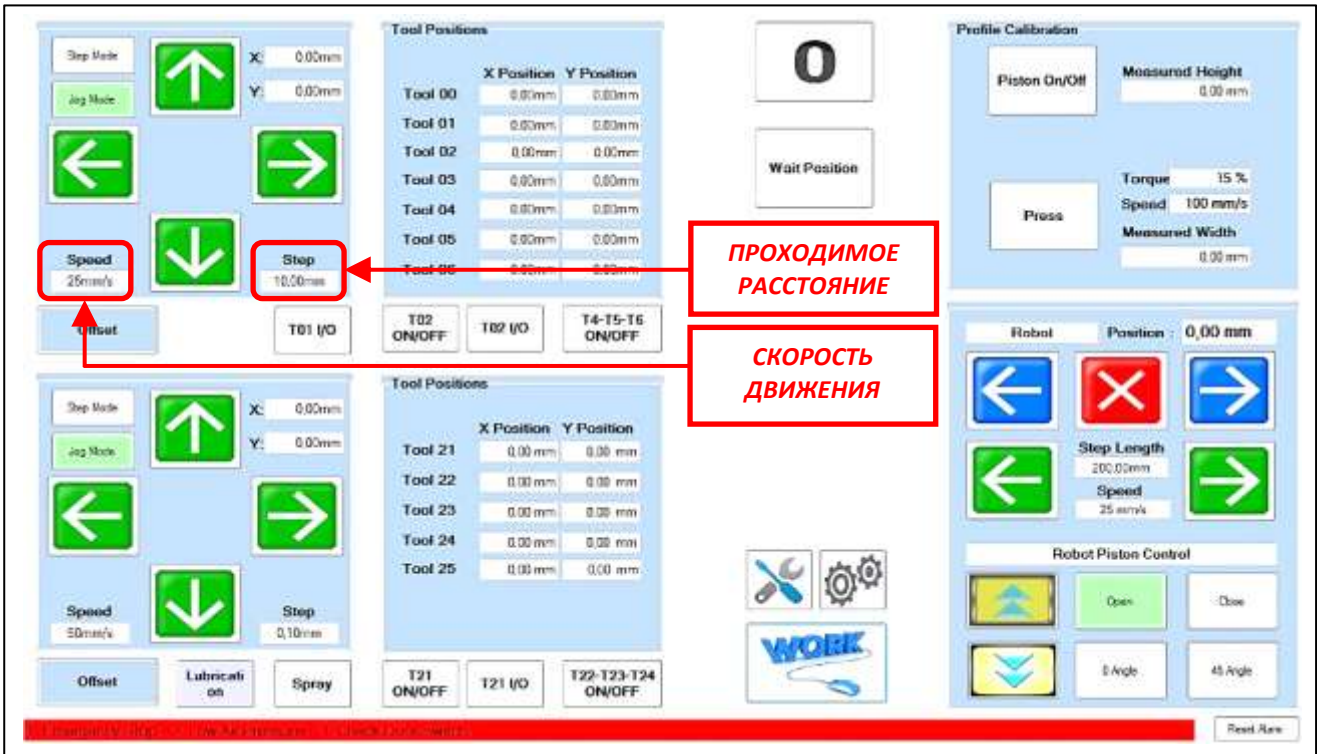 Step Mode
Jog Mode
X: 0,00mm
Y: 0,00mm
Speed
25mm/s
Step
10,00mm
Offset
T01 I/O
Tool Positions
X Position Y Position
Tool 00 0.00mm 0.00mm
Tool 01 0.00mm 0.00mm
Tool 02 0,00mm 0.00mm
Tool 03 0,00mm 0.00mm
Tool 04 0.00mm 0.00mm
Tool 05 0.00mm 0.00mm
Tool 06 0.00mm 0.00mm
T02
ON/OFF
T02 I/O
T4-T5-T6
ON/OFF
0
Wait Position
ПРОХОДИМОЕ
РАССТОЯНИЕ
СКОРОСТЬ
ДВИЖЕНИЯ
Profile Calibration
Piston On/Off
Measured Height
0,00 mm
Press
Torque 15 %
Speed 100 mm/s
Measured Width
0,00 mm
Step Mode
Jog Mode
X: 0,00mm
Y: 0,00mm
Speed
50mm/s
Step
0,10mm
Offset
Lubricati
on
Spray
Tool Positions
X Position Y Position
Tool 21 0,00 mm 0,00 mm
Tool 22 0,00 mm 0,00 mm
Tool 23 0,00 mm 0,00 mm
Tool 24 0,00 mm 0,00 mm
Tool 25 0,00 mm 0,00 mm
T21
ON/OFF
T21 I/O
T22-T23-T24
ON/OFF
WORK
Robot Position : 0,00 mm
Step Length
200,00mm
Speed
25 mm/s
Robot Piston Control
Open
Close
0 Angle
45 Angle
Reset Alarm